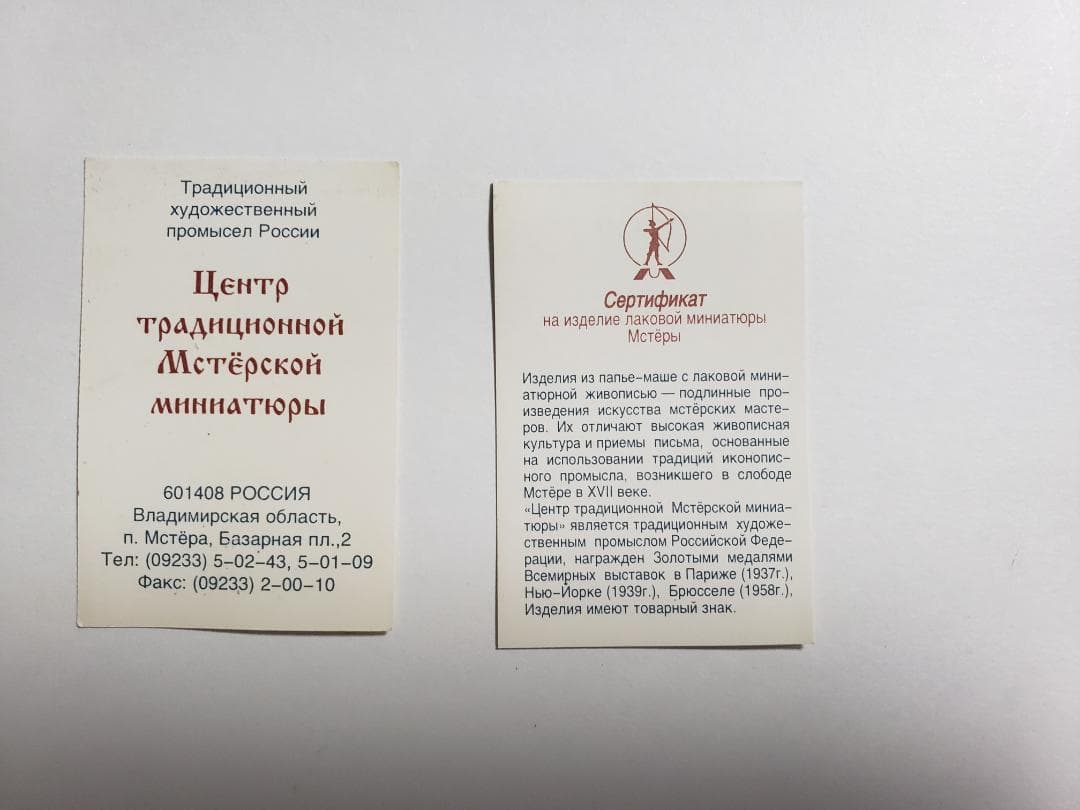 Традиционный
художественный
промысел России
Центр
традиционной
Мстёрской
миниатюры
601408 РОССИЯ
Владимирская область,
п. Мстёра, Базарная пл.,2
Тел: (09233) 5-02-43, 5-01-09
Факс: (09233) 2-00-10
Сертификат
на изделие лаковой миниатюры
Мстёры
Изделия из папье-маше с лаковой мини-
атюрной живописью — подлинные про-
изведения искусства мстёрских масте-
ров. Их отличают высокая живописная
культура и приемы письма, основанные
на использовании традиций иконопис-
ного промысла, возникшего в слободе
Мстёре в XVII веке.
«Центр традиционной Мстёрской миниа-
тюры» является традиционным художе-
ственным промыслом Российской Феде-
рации, награжден Золотыми медалями
Всемирных выставок в Париже (1937г.),
Нью-Йорке (1939г.), Брюсселе (1958г.),
Изделия имеют товарный знак.